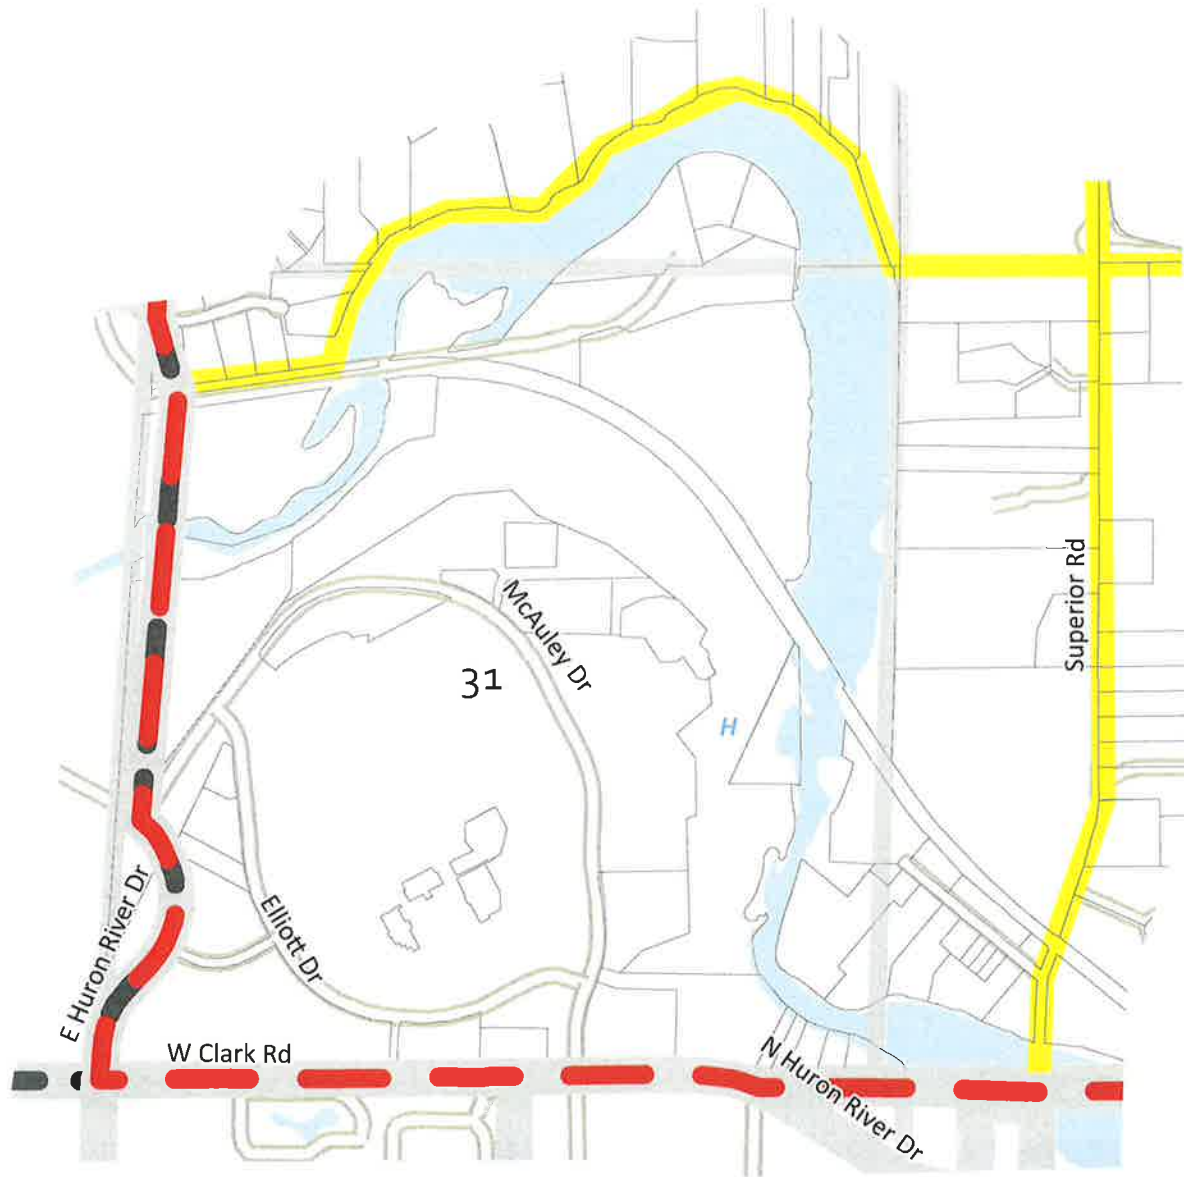 Superior Rd
McAuley Dr
31
H
E Huron River Dr
Elliott Dr
W Clark Rd
N Huron River Dr